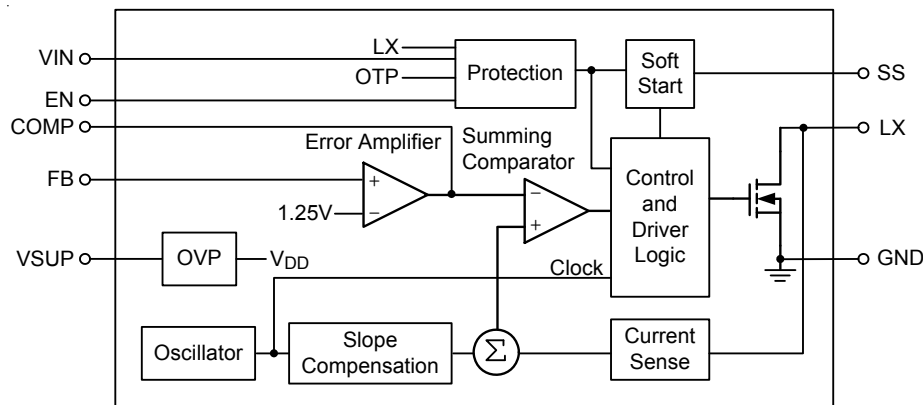 VIN
LX
OTP
EN
Protection
Soft
Start
SS
COMP
Error Amplifier
Summing
Comparator
LX
FB
+
1.25V
−
−
+
Control
and
Driver
Logic
VSUP
OVP
VDD
Clock
GND
Oscillator
Slope
Compensation
Σ
Current
Sense